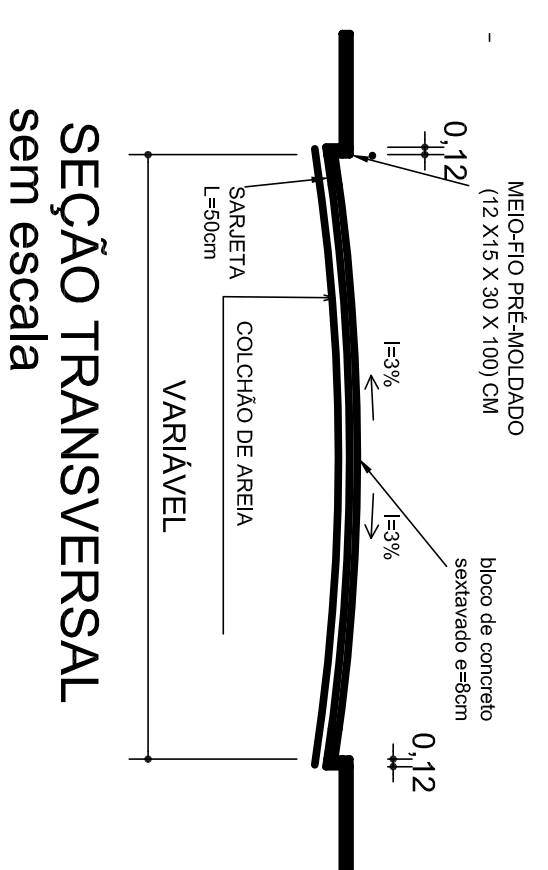 MEIO-FIO PRÉ-MOLDADO
(12 X15 X 30 X 100) CM
0,12
I=3%
I=3%
bloco de concreto
sextavado e=8cm
0,12
SARJETA
L=50cm
COLCHÃO DE AREIA
VARIÁVEL
SEÇÃO TRANSVERSAL
sem escala